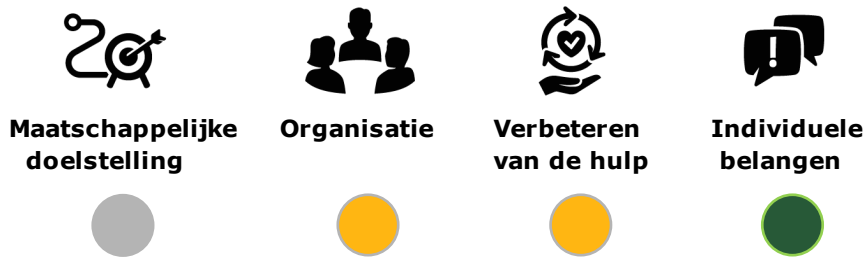 Maatschappelijke
doelstelling
Organisatie
Verbeteren
van de hulp
Individuele
belangen